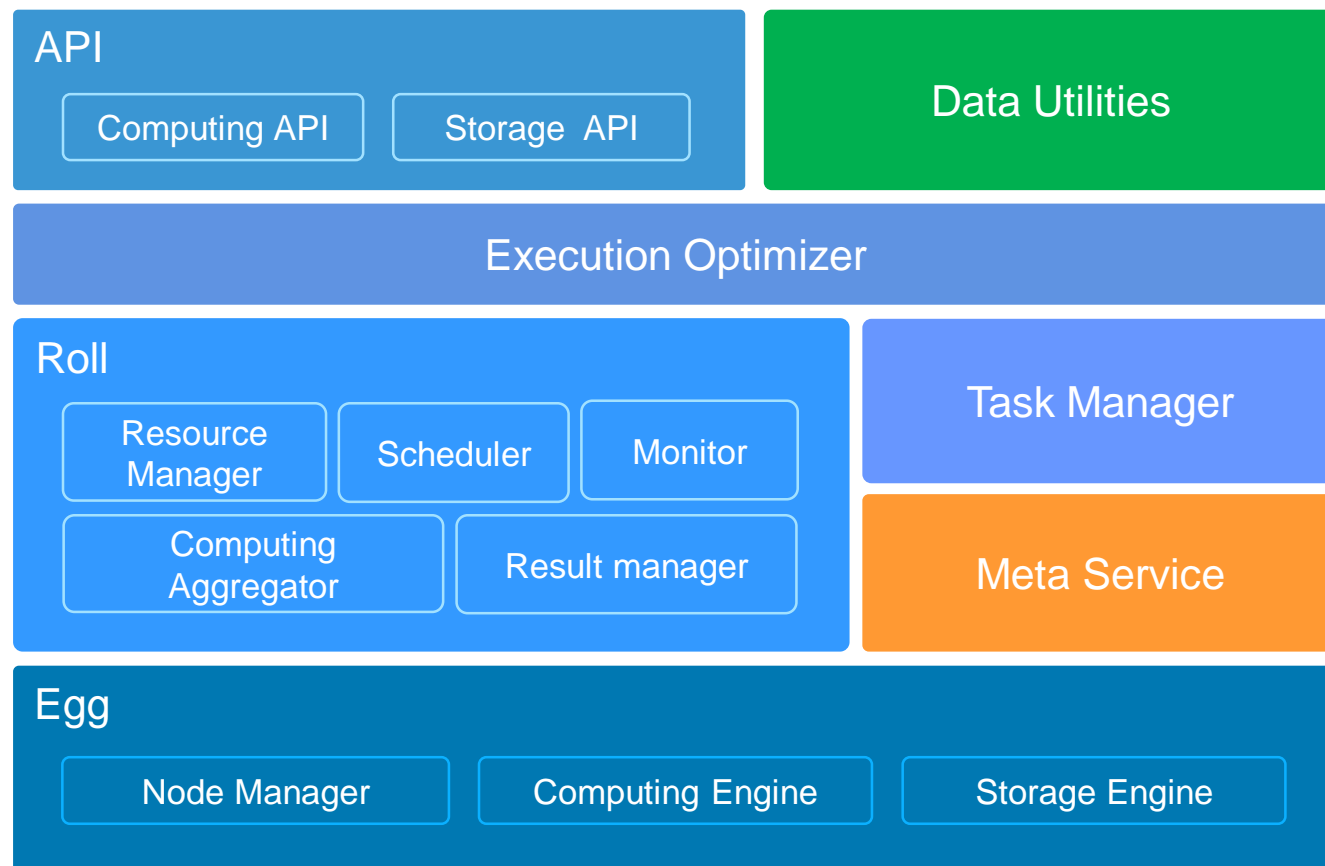 API
Computing API
Storage API
Data Utilities
Execution Optimizer
Roll
Resource
Manager
Scheduler
Monitor
Computing
Aggregator
Result manager
Task Manager
Meta Service
Egg
Node Manager
Computing Engine
Storage Engine